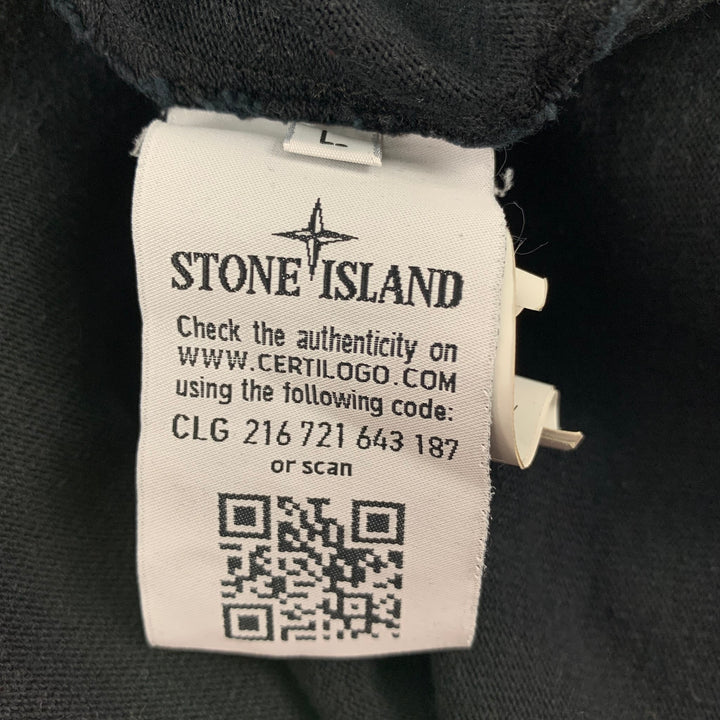 L.
STONE ISLAND
Check the authenticity on
WWW.CERTILOGO.COM
using the following code:
CLG 216 721 643 187
or scan